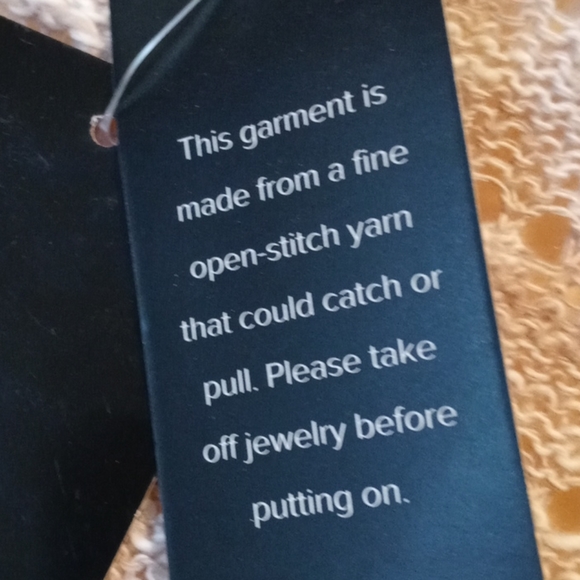 This garment is
made from a fine
open-stitch yarn
that could catch or
pull. Please take
off jewelry before
putting on.